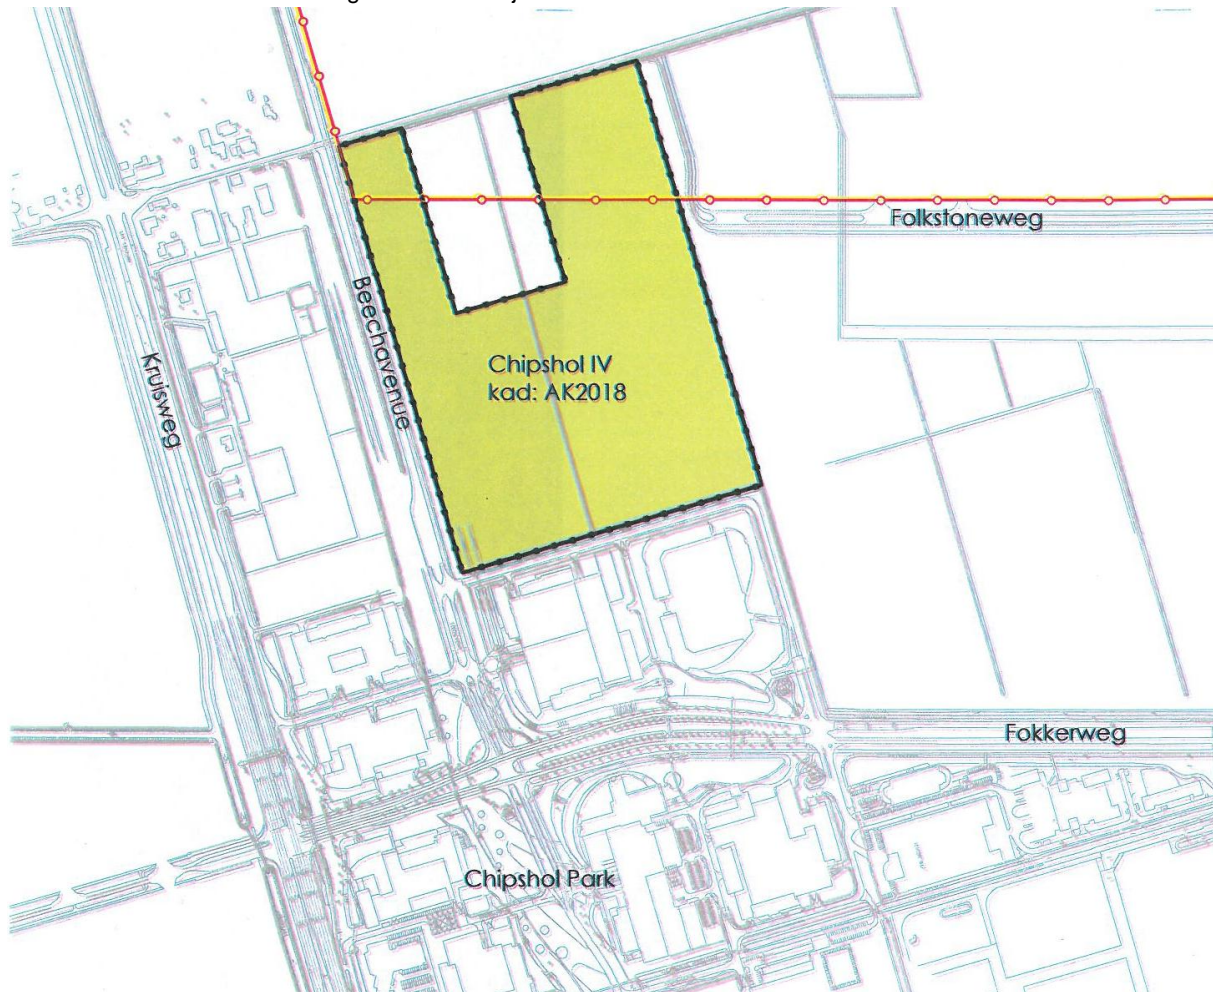 Folkstoneweg
Beechavenue
Kruisweg
Chipshol IV
kad: AK2018
Fokkerweg
Chipshol Park